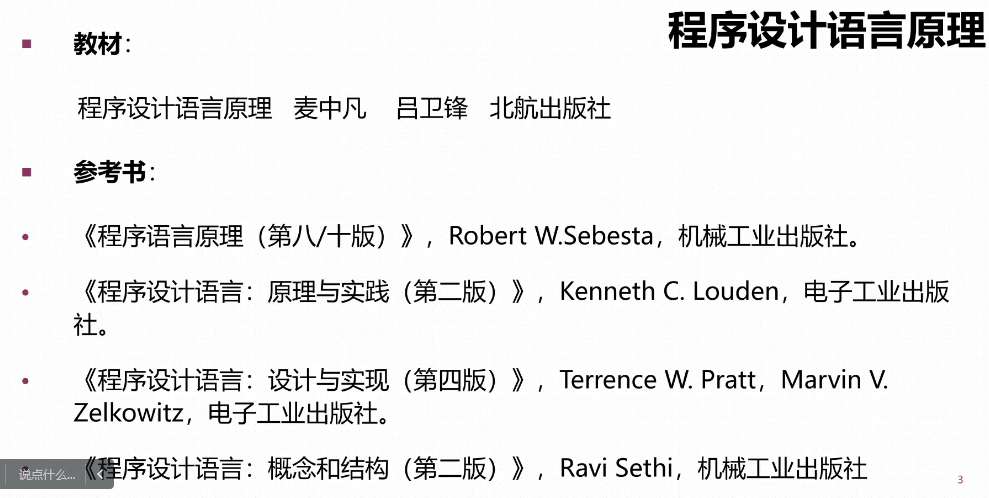 程序设计语言原理
▪ 教材：
程序设计语言原理 麦中凡 吕卫锋 北航出版社
▪ 参考书：
• 《程序语言原理（第八/十版）》，Robert W.Sebesta，机械工业出版社。
• 《程序设计语言：原理与实践（第二版）》，Kenneth C. Louden，电子工业出版
社。
• 《程序设计语言：设计与实现（第四版）》，Terrence W. Pratt，Marvin V.
Zelkowitz，电子工业出版社。
• 《程序设计语言：概念和结构（第二版）》，Ravi Sethi，机械工业出版社
说点什么...
3